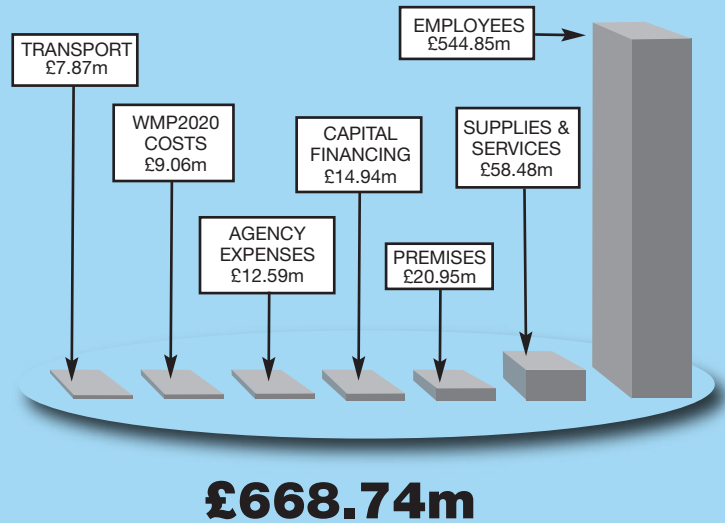 TRANSPORT
£7.87m
WMP2020
COSTS
£9.06m
AGENCY
EXPENSES
£12.59m
CAPITAL
FINANCING
£14.94m
PREMISES
£20.95m
SUPPLIES &
SERVICES
£58.48m
EMPLOYEES
£544.85m
£668.74m